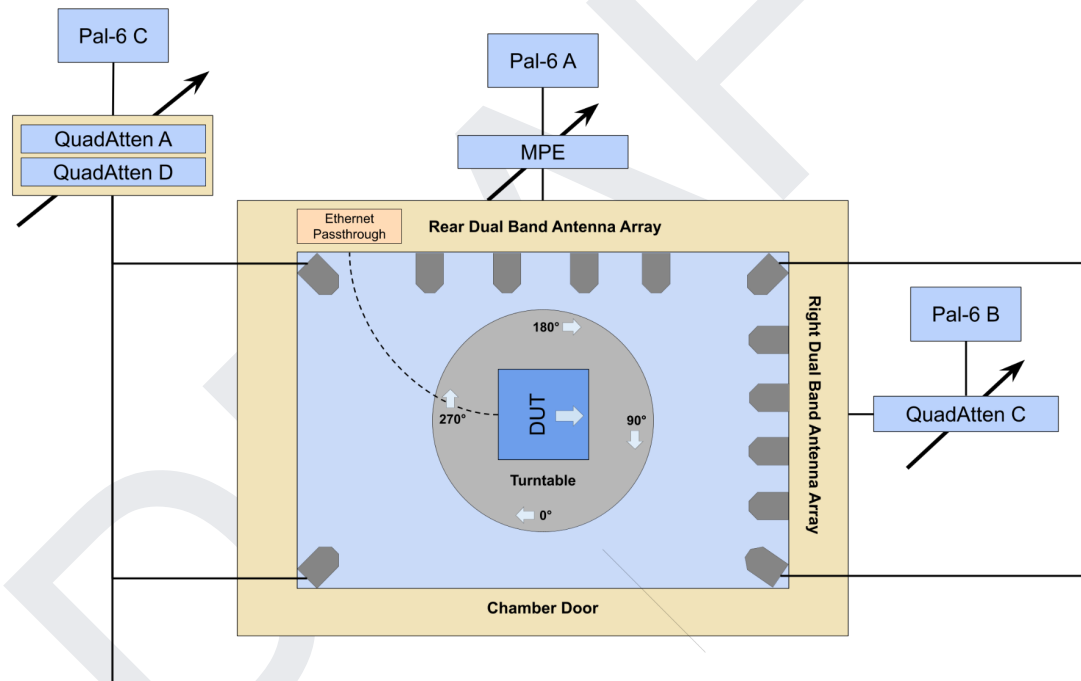 Pal-6 C
Pal-6 A
QuadAtten A
QuadAtten D
MPE
Ethernet
Passthrough
Rear Dual Band Antenna Array
Right Dual Band Antenna Array
Pal-6 B
QuadAtten C
180°
270°
DUT
90°
Turntable
0°
Chamber Door